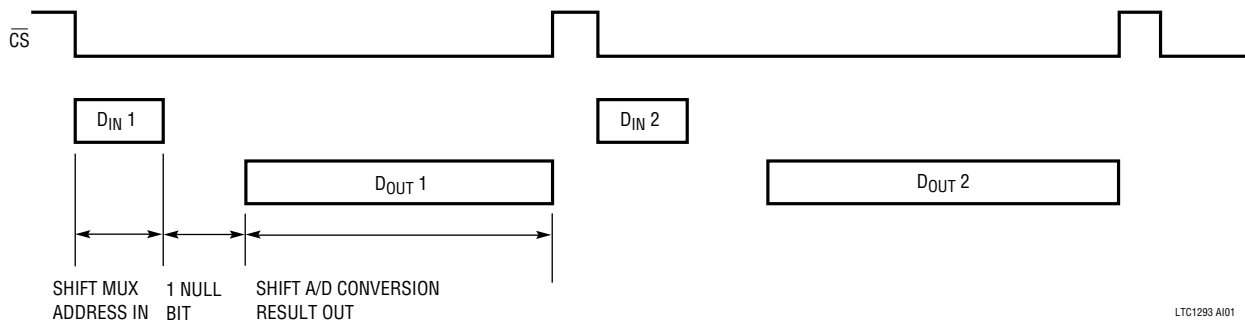 CS
DIN 1
DIN 2
DOUT 1
DOUT 2
SHIFT MUX
ADDRESS IN
1 NULL
BIT
SHIFT A/D CONVERSION
RESULT OUT
LTC1293 AI01